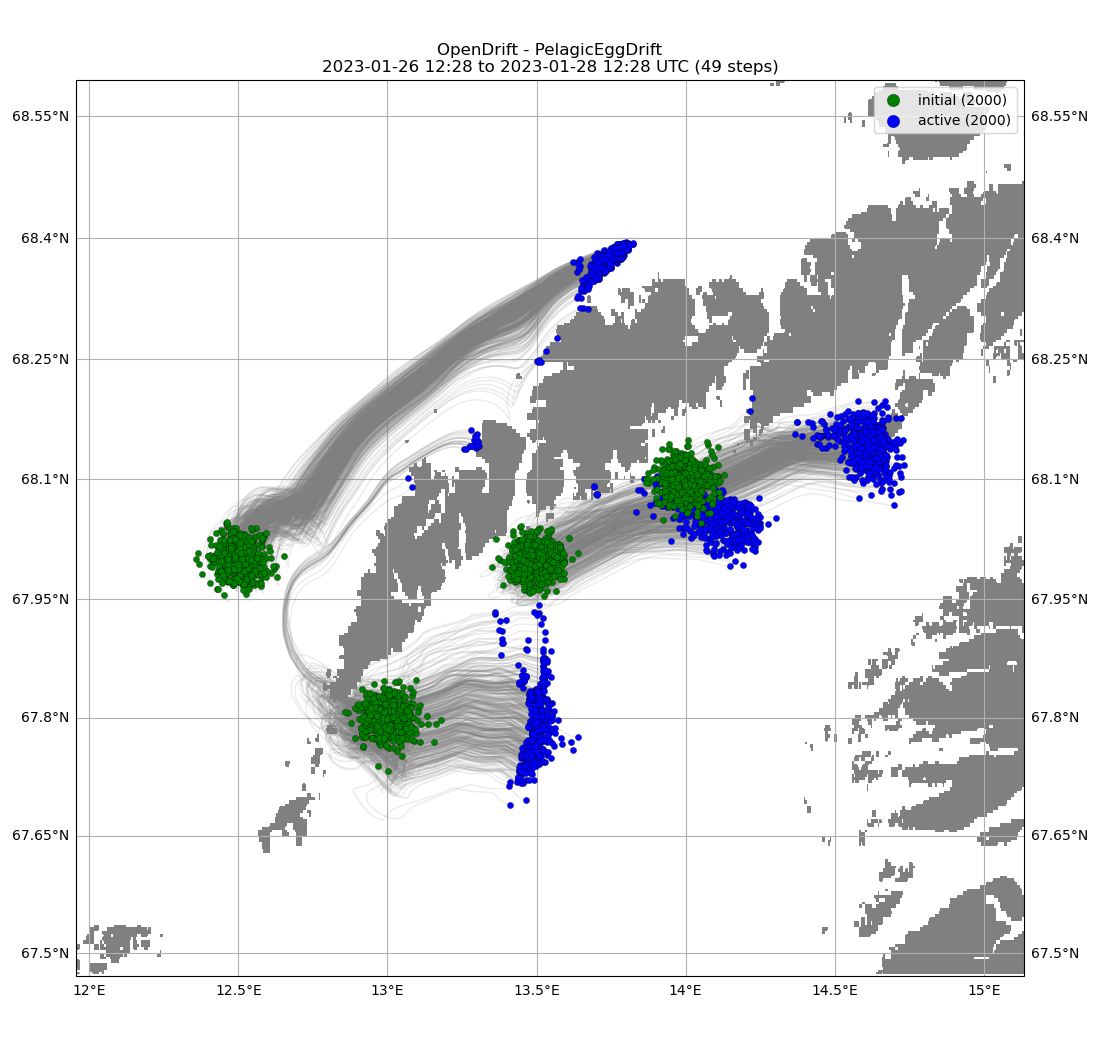 OpenDrift - PelagicEggDrift
2023-01-26 12:28 to 2023-01-28 12:28 UTC (49 steps)
initial (2000)
active (2000)
68.55°N
68.55°N
68.4°N
68.4°N
68.25°N
68.25°N
68.1°N
68.1°N
67.95°N
67.95°N
67.8°N
67.8°N
67.65°N
67.65°N
67.5°N
67.5°N
12°E
12.5°E
13°E
13.5°E
14°E
14.5°E
15°E